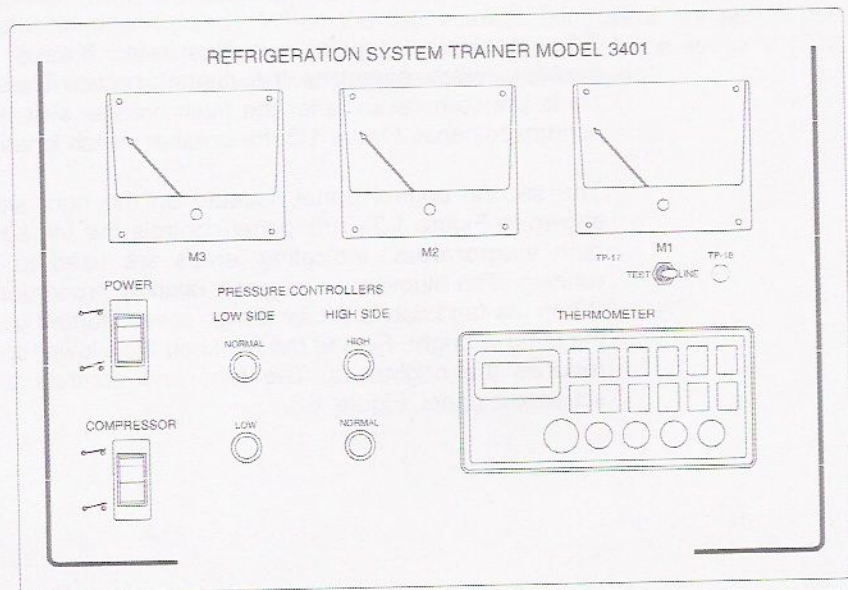 REFRIGERATION SYSTEM TRAINER MODEL 3401
M3
M2
M1
TP-17
TP-18
TEST
LINE
POWER
PRESSURE CONTROLLERS
LOW SIDE
HIGH SIDE
THERMOMETER
NORMAL
HIGH
COMPRESSOR
LOW
NORMAL